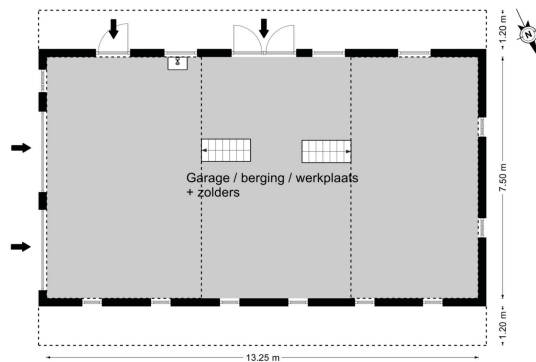 1.20 m
N
7.50 m
Garage / berging / werkplaats
+ zolders
1.20 m
13.25 m